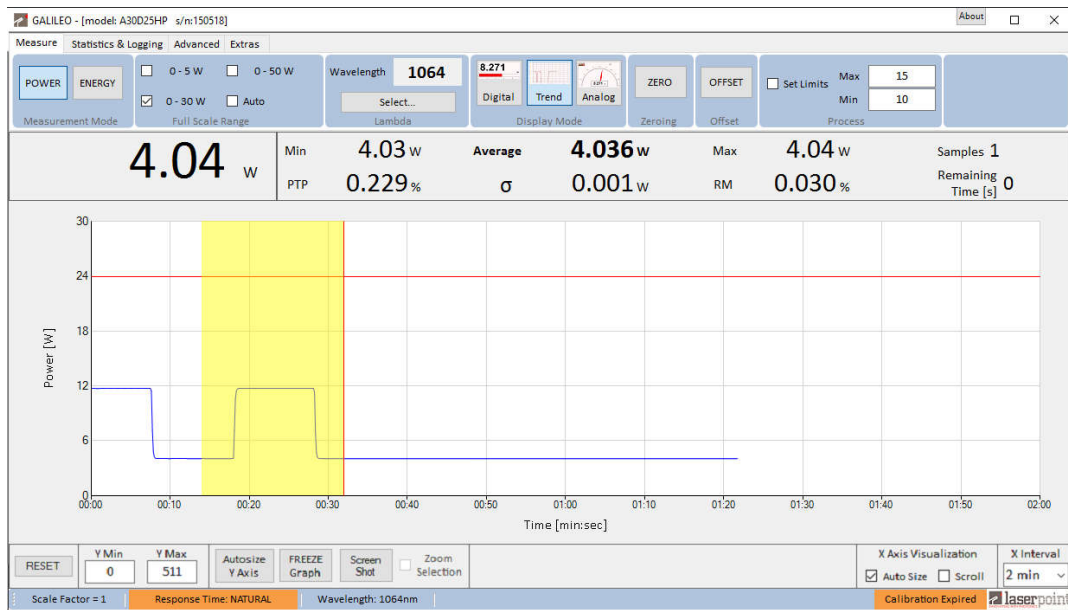 GALILEO - [model: A30D25HP s/n:150518]
About
Measure Statistics & Logging Advanced Extras
POWER ENERGY
Measurement Mode
0 - 5 W 0 - 50 W
0 - 30 W Auto
Full Scale Range
Wavelength 1064
Select...
Lambda
8.271
Digital Trend Analog
Display Mode
ZERO
Zeroing
OFFSET
Offset
Set Limits Max 15
Min 10
Process
4.04 W
Min 4.03 W Average 4.036 W Max 4.04 W Samples 1
PTP 0.229 % σ 0.001 W RM 0.030 % Remaining Time [s] 0
Power [W]
30
24
18
12
6
0
00:00 00:10 00:20 00:30 00:40 00:50 01:00 01:10 01:20 01:30 01:40 01:50 02:00
Time [min:sec]
RESET
Y Min Y Max
0 511
Autosize
Y Axis
FREEZE
Graph
Screen
Shot
Zoom
Selection
X Axis Visualization
Auto Size Scroll
X Interval
2 min
Scale Factor = 1 Response Time: NATURAL Wavelength: 1064nm Calibration Expired laserpoint